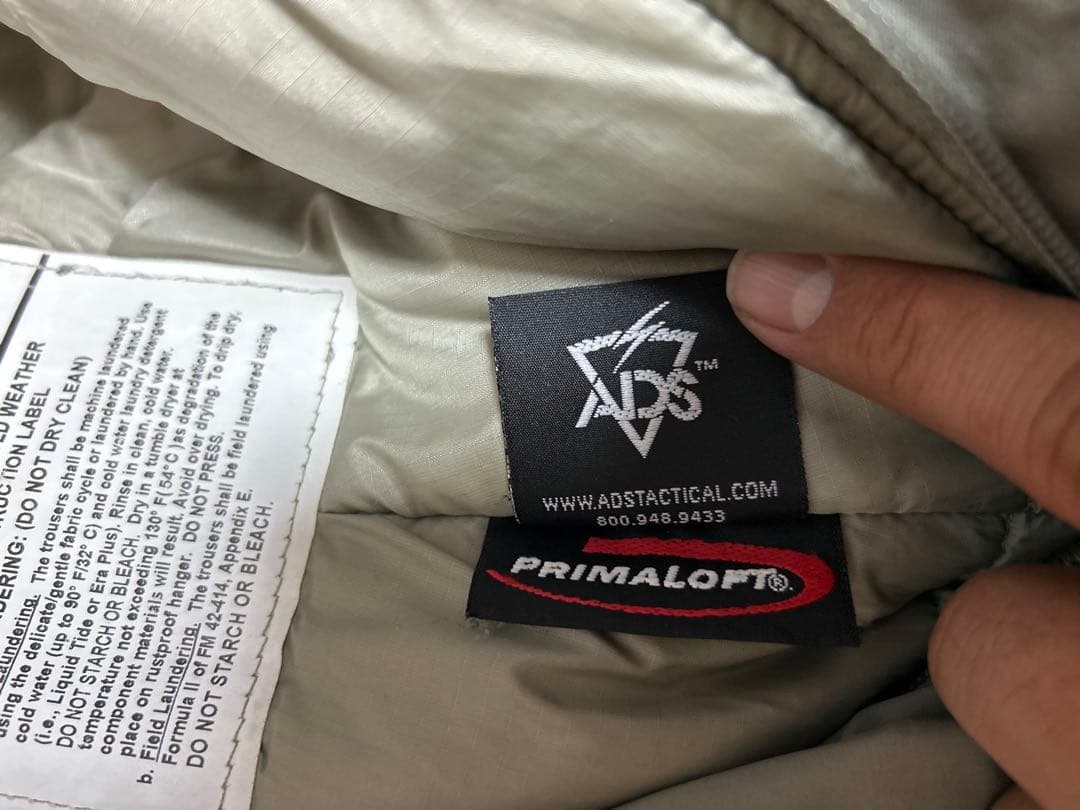 LD WEATHER
RUCTION LABEL
DERING: (DO NOT DRY CLEAN)
Laundering. The trousers shall be machine laundered
using the delicate/gentle fabric cycle or laundered by hand. Use
cold water (up to 90° F/32° C) and cold water laundry detergent
(i.e., Liquid Tide or Era Plus). Rinse in clean, cold water.
DO NOT STARCH OR BLEACH. Dry in a tumble dryer at
temperature not exceeding 130° F(54°C )as degradation of the
component materials will result. Avoid over drying. To drip dry,
place on rustproof hanger. DO NOT PRESS.
b. Field Laundering. The trousers shall be field laundered using
Formula II of FM 42-414, Appendix E.
DO NOT STARCH OR BLEACH.
ADS™
WWW.ADSTACTICAL.COM
800.948.9433
PRIMALOFT®.